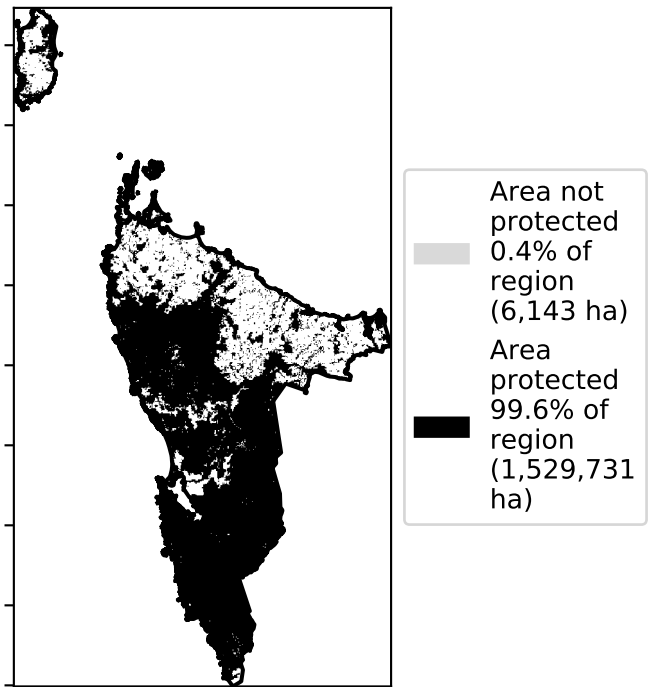 Area not
protected
0.4% of
region
(6,143 ha)
Area
protected
99.6% of
region
(1,529,731
ha)